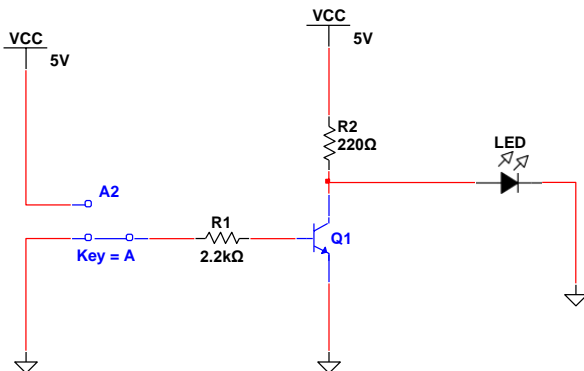 VCC
5V
VCC
5V
R2
220Ω
LED
A2
R1
2.2kΩ
Q1
Key = A